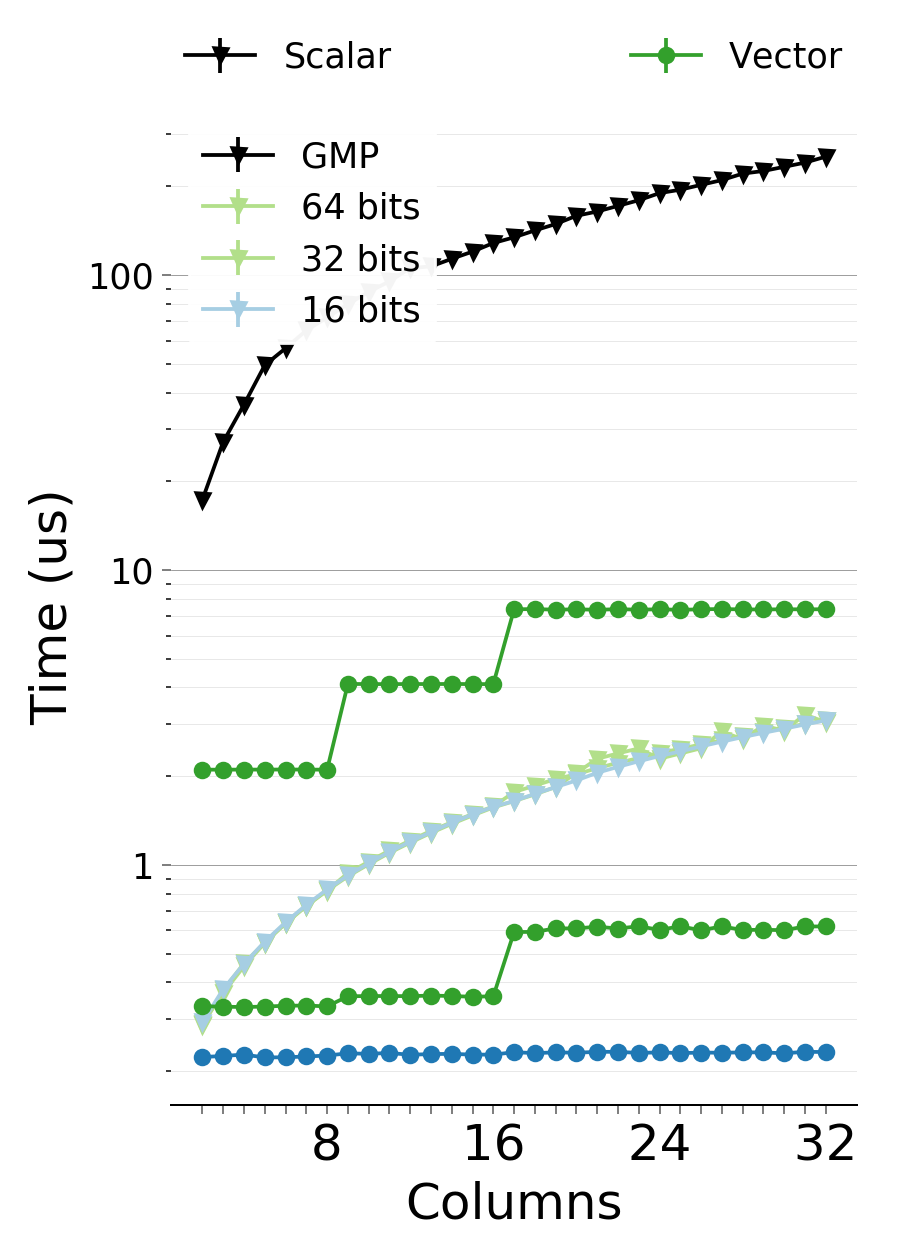 Scalar Vector
GMP
64 bits
32 bits
16 bits
100
10
1
Time (us)
8 16 24 32
Columns